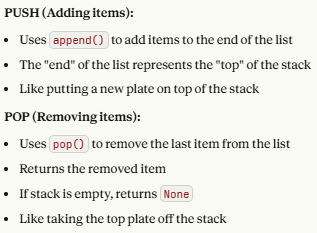 PUSH (Adding items):
• Uses append() to add items to the end of the list
• The "end" of the list represents the "top" of the stack
• Like putting a new plate on top of the stack
POP (Removing items):
• Uses pop() to remove the last item from the list
• Returns the removed item
• If stack is empty, returns None
• Like taking the top plate off the stack